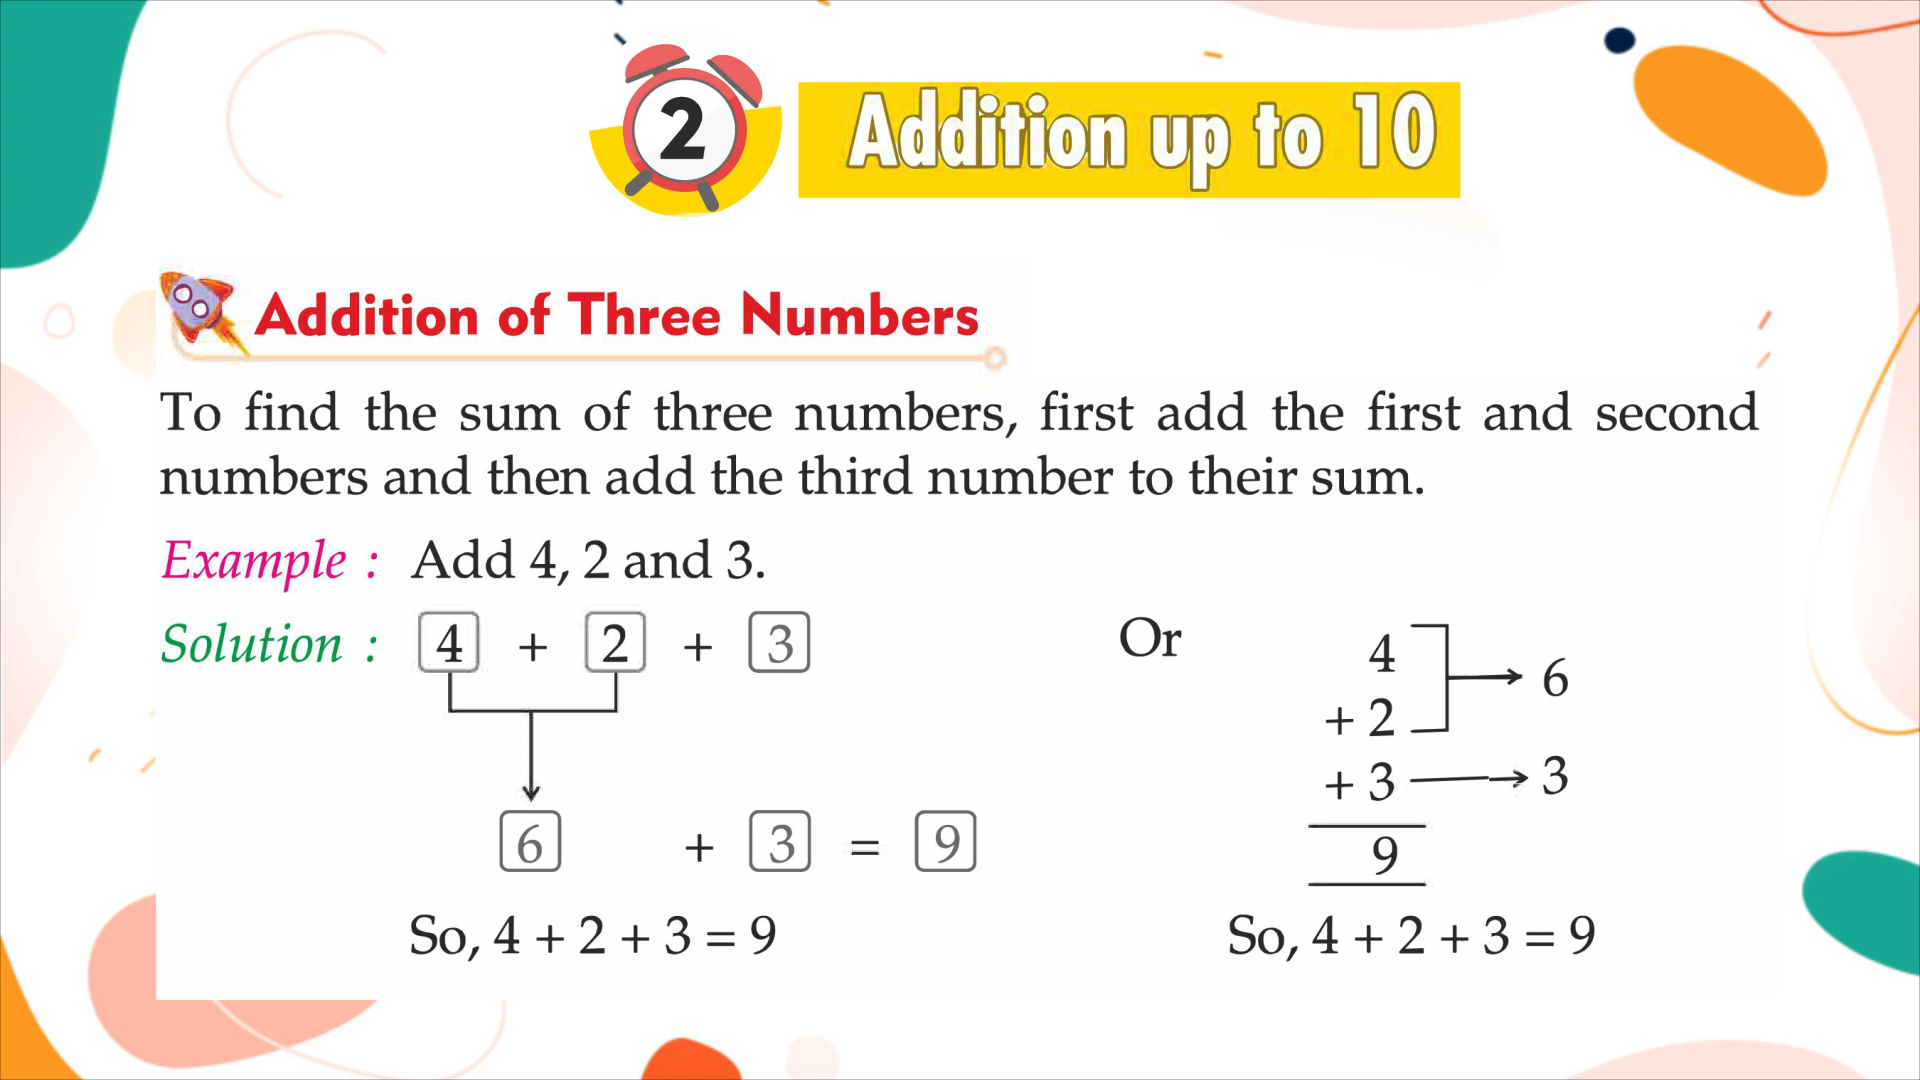 2
Addition up to 10
Addition of Three Numbers
To find the sum of three numbers, first add the first and second
numbers and then add the third number to their sum.
Example : Add 4, 2 and 3.
Solution : 4 + 2 + 3
6 + 3 = 9
So, 4 + 2 + 3 = 9
Or
4
+ 2
6
+ 3
3
9
So, 4 + 2 + 3 = 9